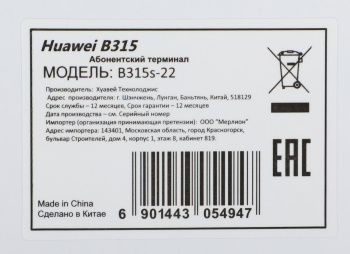 Huawei B315
Абонентский терминал
МОДЕЛЬ: B315s-22
Производитель: Хуавей Текнолоджис
Адрес производителя: г. Шэньчжень, Лунган, Баньтянь, Китай, 518129
Срок службы – 12 месяцев, Срок гарантии – 12 месяцев
Дата производства – см. Серийный номер
Импортер (организация принимающая претензии): ООО "Мерлион"
Адрес импортера: 143401, Московская область, город Красногорск,
бульвар Строителей, дом 4, корпус 1, этаж 8, кабинет 819.
EAC
Made in China
Сделано в Китае
6 901443 054947